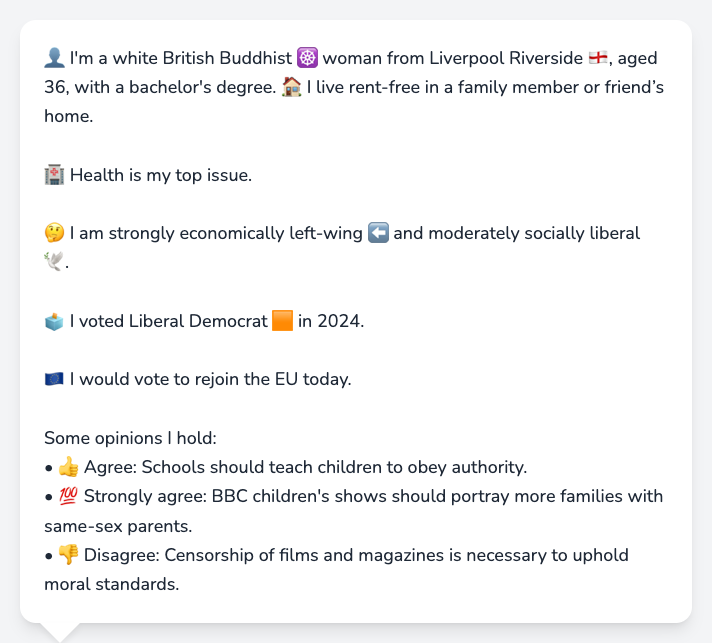 👤 I'm a white British Buddhist ☸️ woman from Liverpool Riverside 🏴󠁧󠁢󠁥󠁮󠁧󠁿, aged
36, with a bachelor's degree. 🏠 I live rent-free in a family member or friend’s
home.
🏥 Health is my top issue.
🤔 I am strongly economically left-wing ⬅️ and moderately socially liberal
🕊️.
🗳️ I voted Liberal Democrat 🟧 in 2024.
🇪🇺 I would vote to rejoin the EU today.
Some opinions I hold:
• 👍 Agree: Schools should teach children to obey authority.
• 💯 Strongly agree: BBC children's shows should portray more families with
same-sex parents.
• 👎 Disagree: Censorship of films and magazines is necessary to uphold
moral standards.